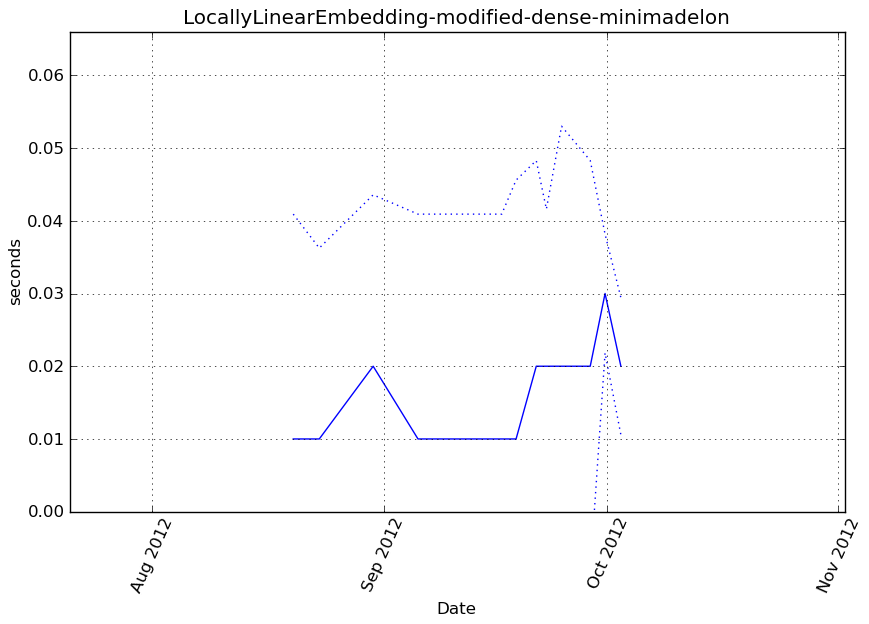 LocallyLinearEmbedding-modified-dense-minimadelon
0.06
0.05
0.04
0.03
0.02
0.01
0.00
seconds
Aug 2012
Sep 2012
Oct 2012
Nov 2012
Date